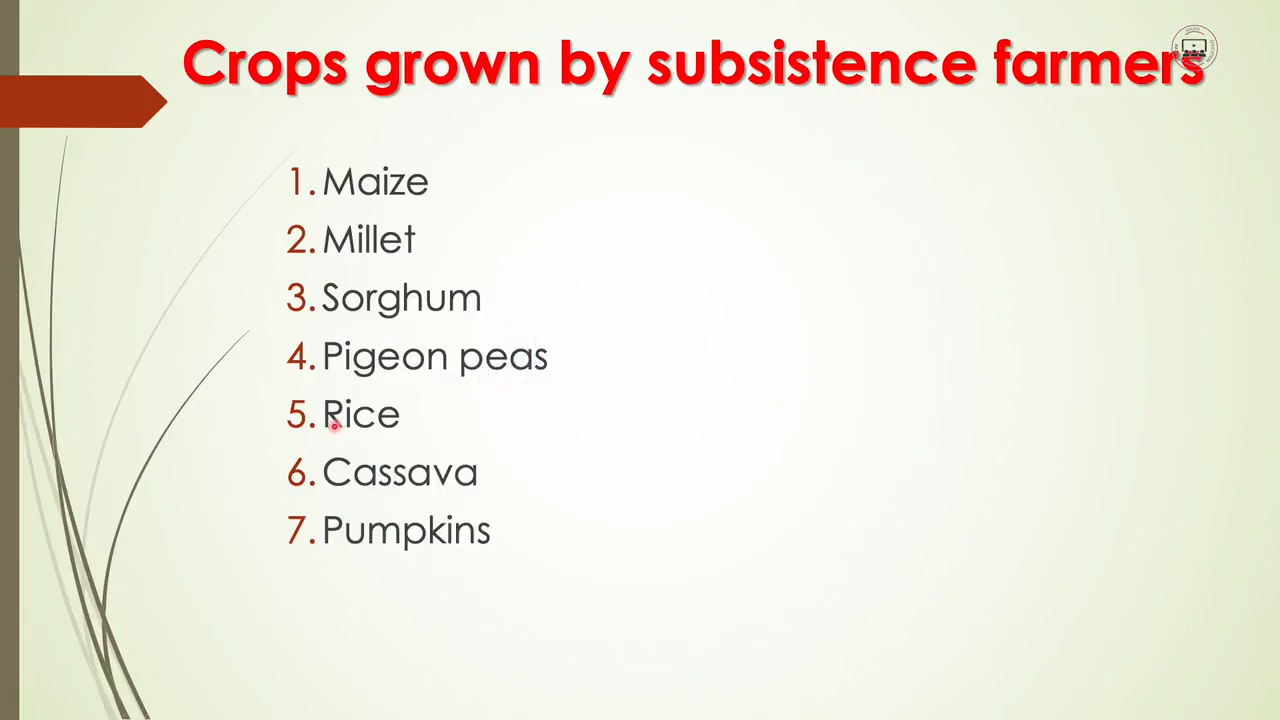 Crops grown by subsistence farmers
1. Maize
2. Millet
3. Sorghum
4. Pigeon peas
5. Rice
6. Cassava
7. Pumpkins